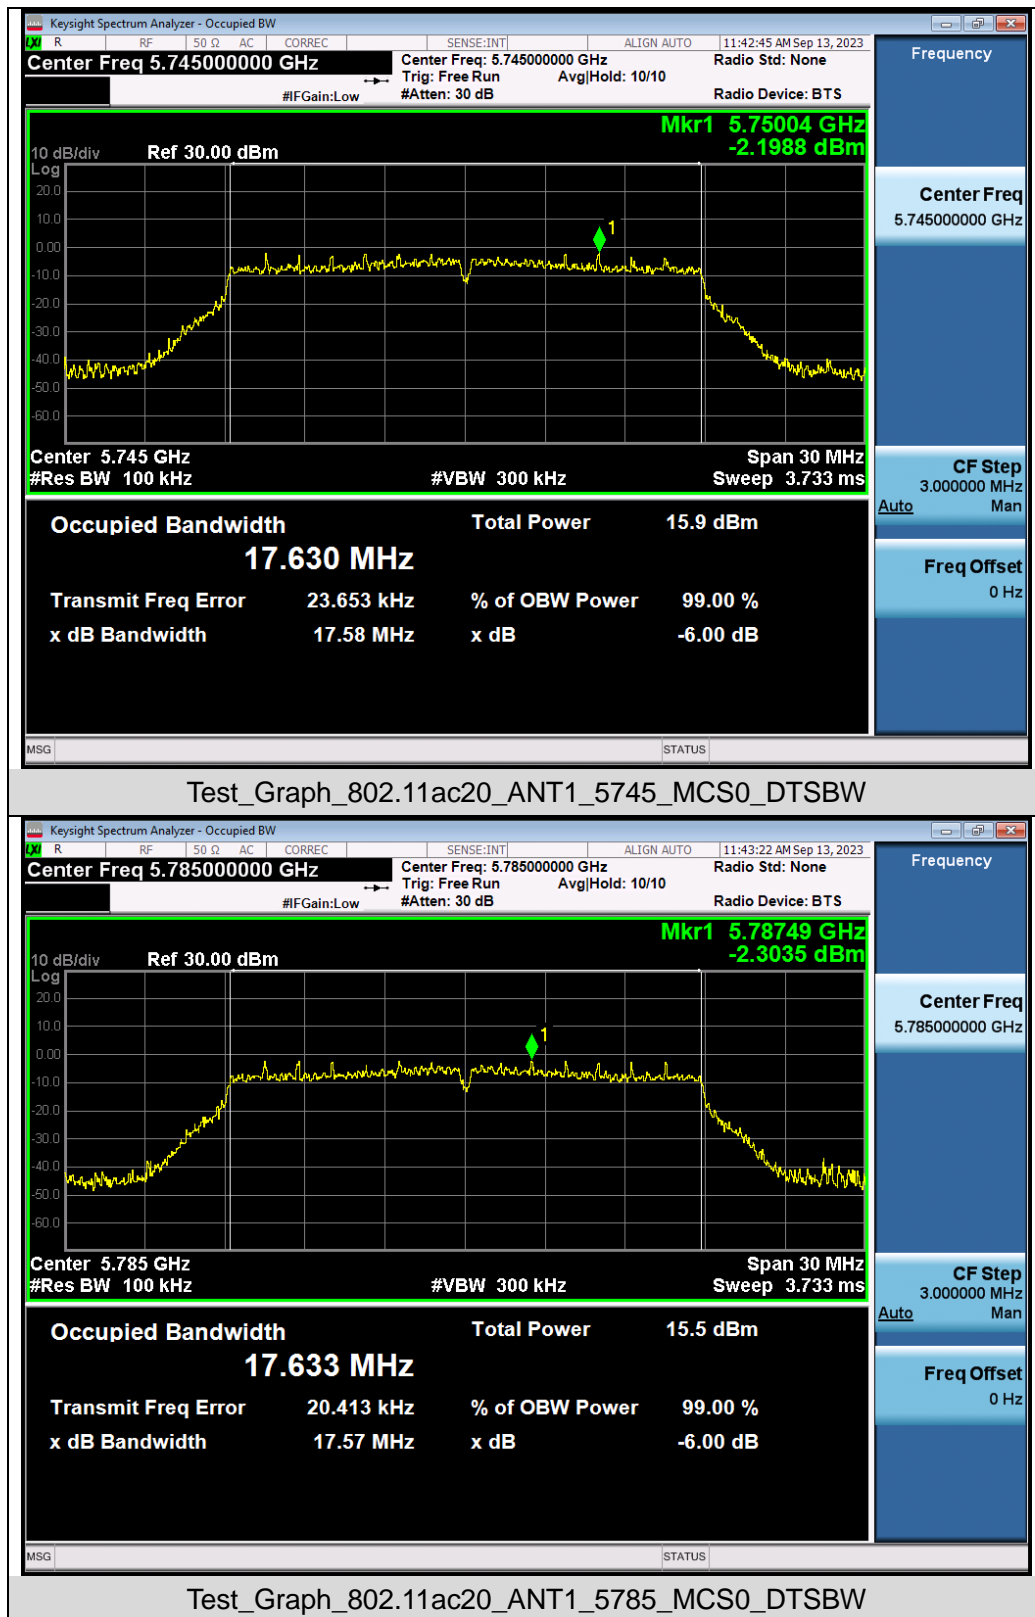 Keysight Spectrum Analyzer - Occupied BW
LXI R RF 50 Ω AC CORREC SENSE:INT ALIGN AUTO 11:42:45 AM Sep 13, 2023
Center Freq 5.745000000 GHz
Center Freq: 5.745000000 GHz Radio Std: None
Trig: Free Run Avg|Hold: 10/10
#IFGain:Low #Atten: 30 dB Radio Device: BTS
Frequency
Mkr1 5.75004 GHz
-2.1988 dBm
10 dB/div Ref 30.00 dBm
Log
20.0
10.0
0.00
-10.0
-20.0
-30.0
-40.0
-50.0
-60.0
1
Center Freq
5.745000000 GHz
Center 5.745 GHz Span 30 MHz
#Res BW 100 kHz #VBW 300 kHz Sweep 3.733 ms
CF Step
3.000000 MHz
Auto Man
Occupied Bandwidth Total Power 15.9 dBm
17.630 MHz
Transmit Freq Error 23.653 kHz % of OBW Power 99.00 %
x dB Bandwidth 17.58 MHz x dB -6.00 dB
Freq Offset
0 Hz
MSG STATUS
Test_Graph_802.11ac20_ANT1_5745_MCS0_DTSBW
Keysight Spectrum Analyzer - Occupied BW
LXI R RF 50 Ω AC CORREC SENSE:INT ALIGN AUTO 11:43:22 AM Sep 13, 2023
Center Freq 5.785000000 GHz
Center Freq: 5.785000000 GHz Radio Std: None
Trig: Free Run Avg|Hold: 10/10
#IFGain:Low #Atten: 30 dB Radio Device: BTS
Frequency
Mkr1 5.78749 GHz
-2.3035 dBm
10 dB/div Ref 30.00 dBm
Log
20.0
10.0
0.00
-10.0
-20.0
-30.0
-40.0
-50.0
-60.0
1
Center Freq
5.785000000 GHz
Center 5.785 GHz Span 30 MHz
#Res BW 100 kHz #VBW 300 kHz Sweep 3.733 ms
CF Step
3.000000 MHz
Auto Man
Occupied Bandwidth Total Power 15.5 dBm
17.633 MHz
Transmit Freq Error 20.413 kHz % of OBW Power 99.00 %
x dB Bandwidth 17.57 MHz x dB -6.00 dB
Freq Offset
0 Hz
MSG STATUS
Test_Graph_802.11ac20_ANT1_5785_MCS0_DTSBW